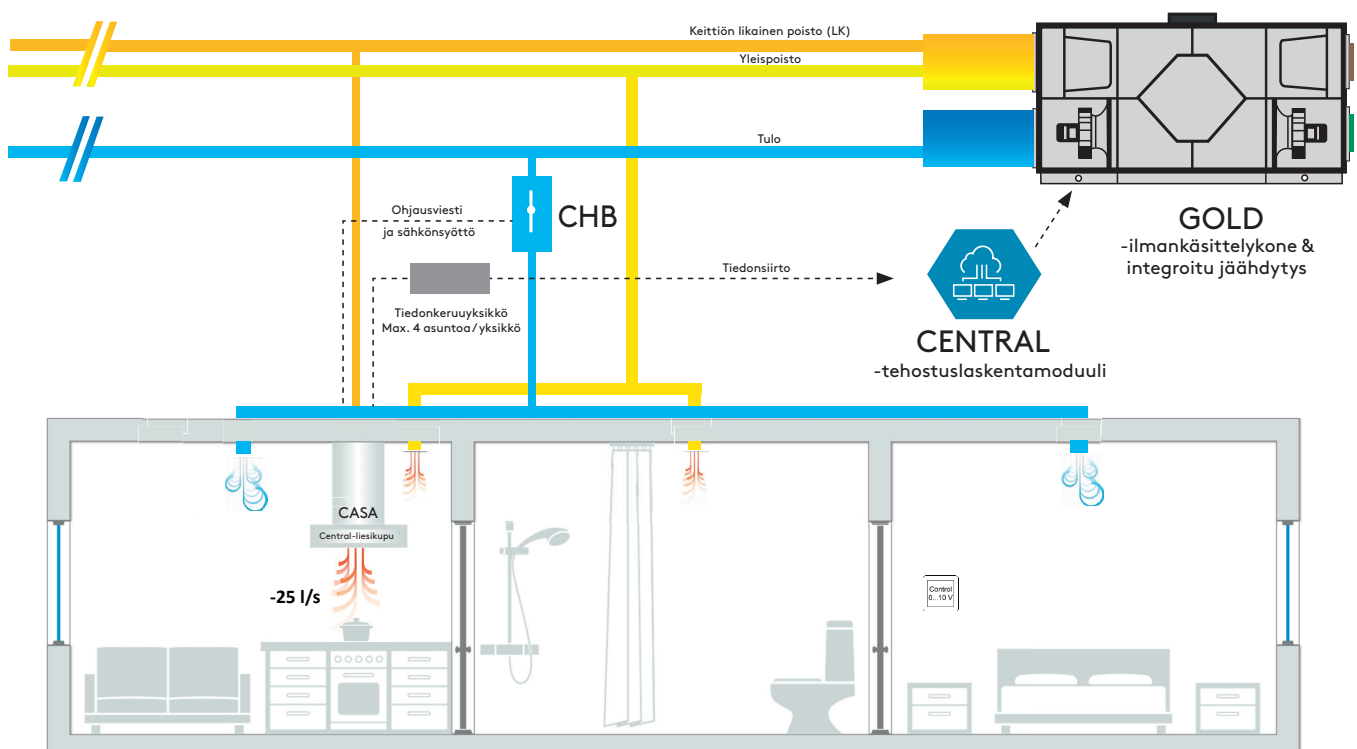 Keittiön likainen poisto (LK)
Yleispoisto
Tulo
Ohjausviesti
ja sähkönsyöttö
CHB
Tiedonsiirto
Tiedonkeruuyksikkö
Max. 4 asuntoa/yksikkö
GOLD
-ilmankäsittelykone &
integroitu jäähdytys
CENTRAL
-tehostuslaskentamoduuli
CASA
Central-liesikupu
-25 l/s
Control
0...10 V